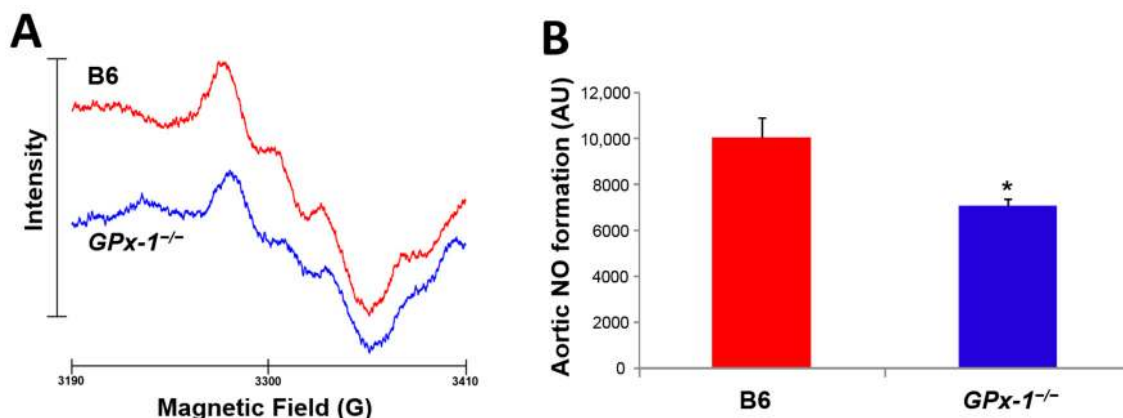 A
B6
GPx-1⁻/⁻
Intensity
3190
3300
3410
Magnetic Field (G)
B
Aortic NO formation (AU)
12,000
10,000
8000
6000
4000
2000
0
*
B6
GPx-1⁻/⁻